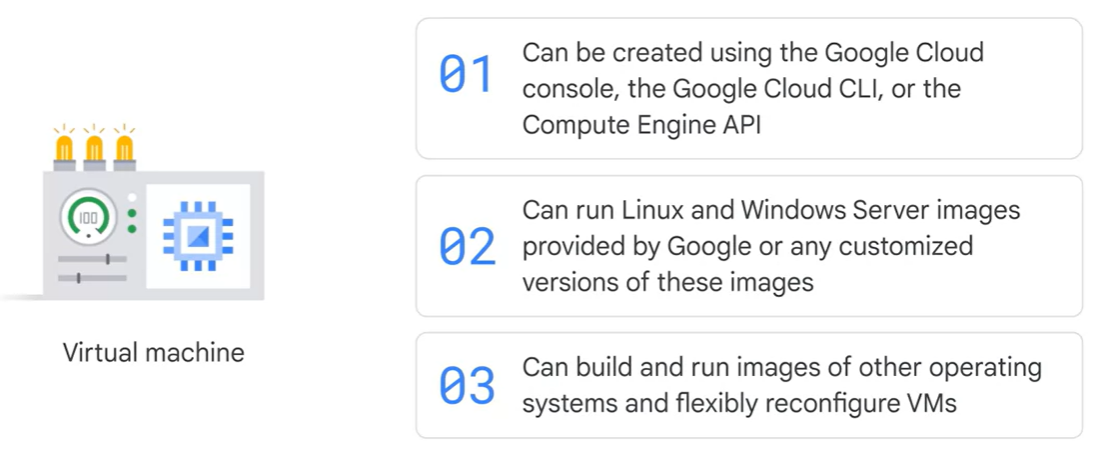 01
Can be created using the Google Cloud
console, the Google Cloud CLI, or the
Compute Engine API
100
02
Can run Linux and Windows Server images
provided by Google or any customized
versions of these images
Virtual machine
03
Can build and run images of other operating
systems and flexibly reconfigure VMs